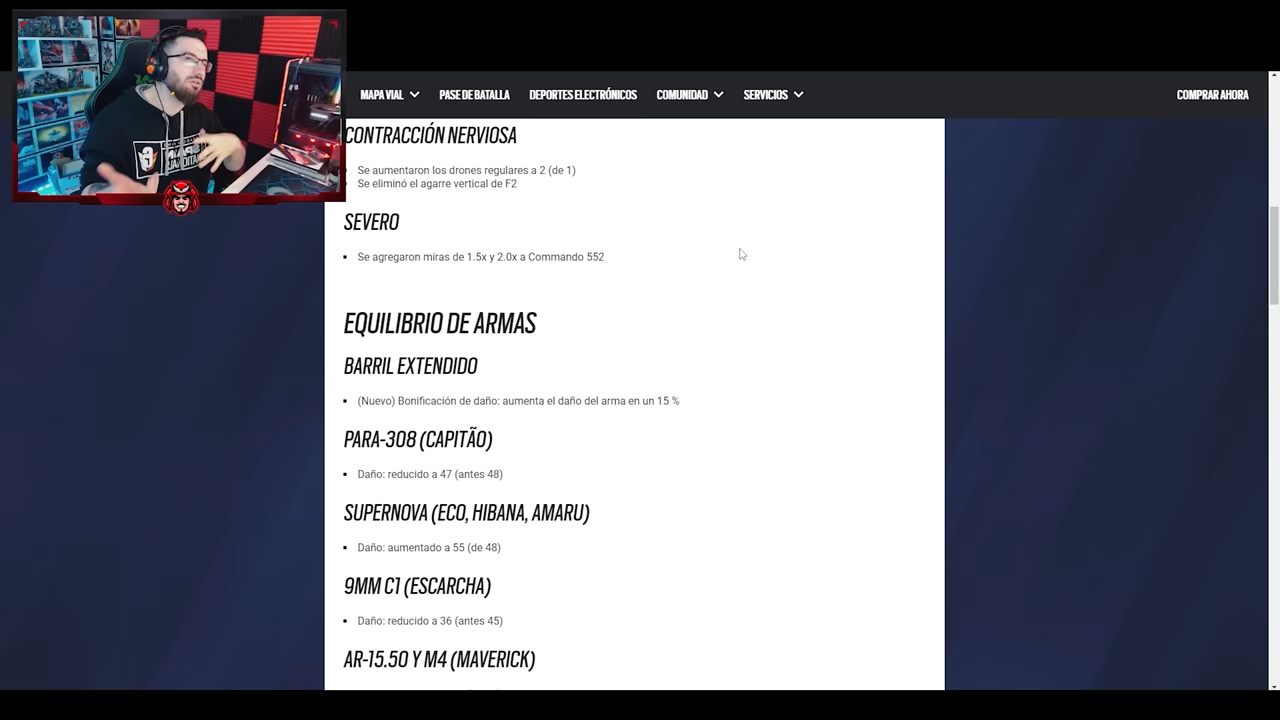 MAPA VIAL
PASE DE BATALLA
DEPORTES ELECTRÓNICOS
COMUNIDAD
SERVICIOS
COMPRAR AHORA
CONTRACCIÓN NERVIOSA
Se aumentaron los drones regulares a 2 (de 1)
Se eliminó el agarre vertical de F2
SEVERO
Se agregaron miras de 1.5x y 2.0x a Commando 552
EQUILIBRIO DE ARMAS
BARRIL EXTENDIDO
(Nuevo) Bonificación de daño: aumenta el daño del arma en un 15 %
PARA-308 (CAPITÃO)
Daño: reducido a 47 (antes 48)
SUPERNOVA (ECO, HIBANA, AMARU)
Daño: aumentado a 55 (de 48)
9MM C1 (ESCARCHA)
Daño: reducido a 36 (antes 45)
AR-15.50 Y M4 (MAVERICK)